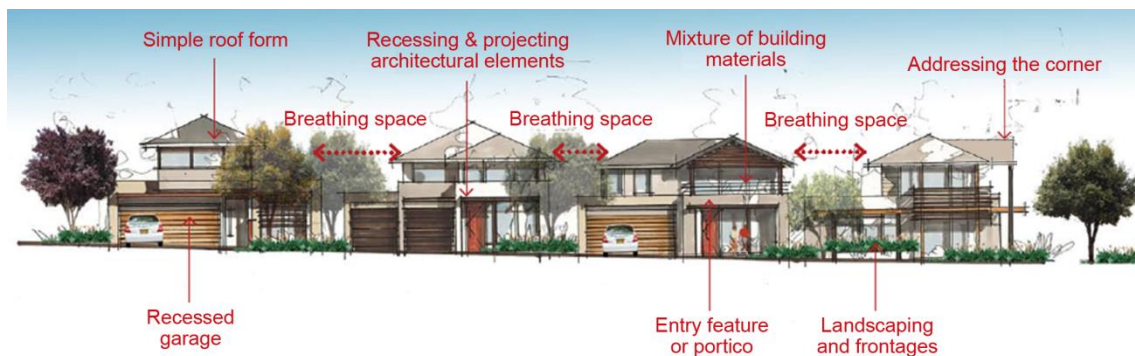 Simple roof form
Recessing & projecting
architectural elements
Mixture of building
materials
Addressing the corner
Breathing space
Breathing space
Breathing space
Recessed
garage
Entry feature
or portico
Landscaping
and frontages